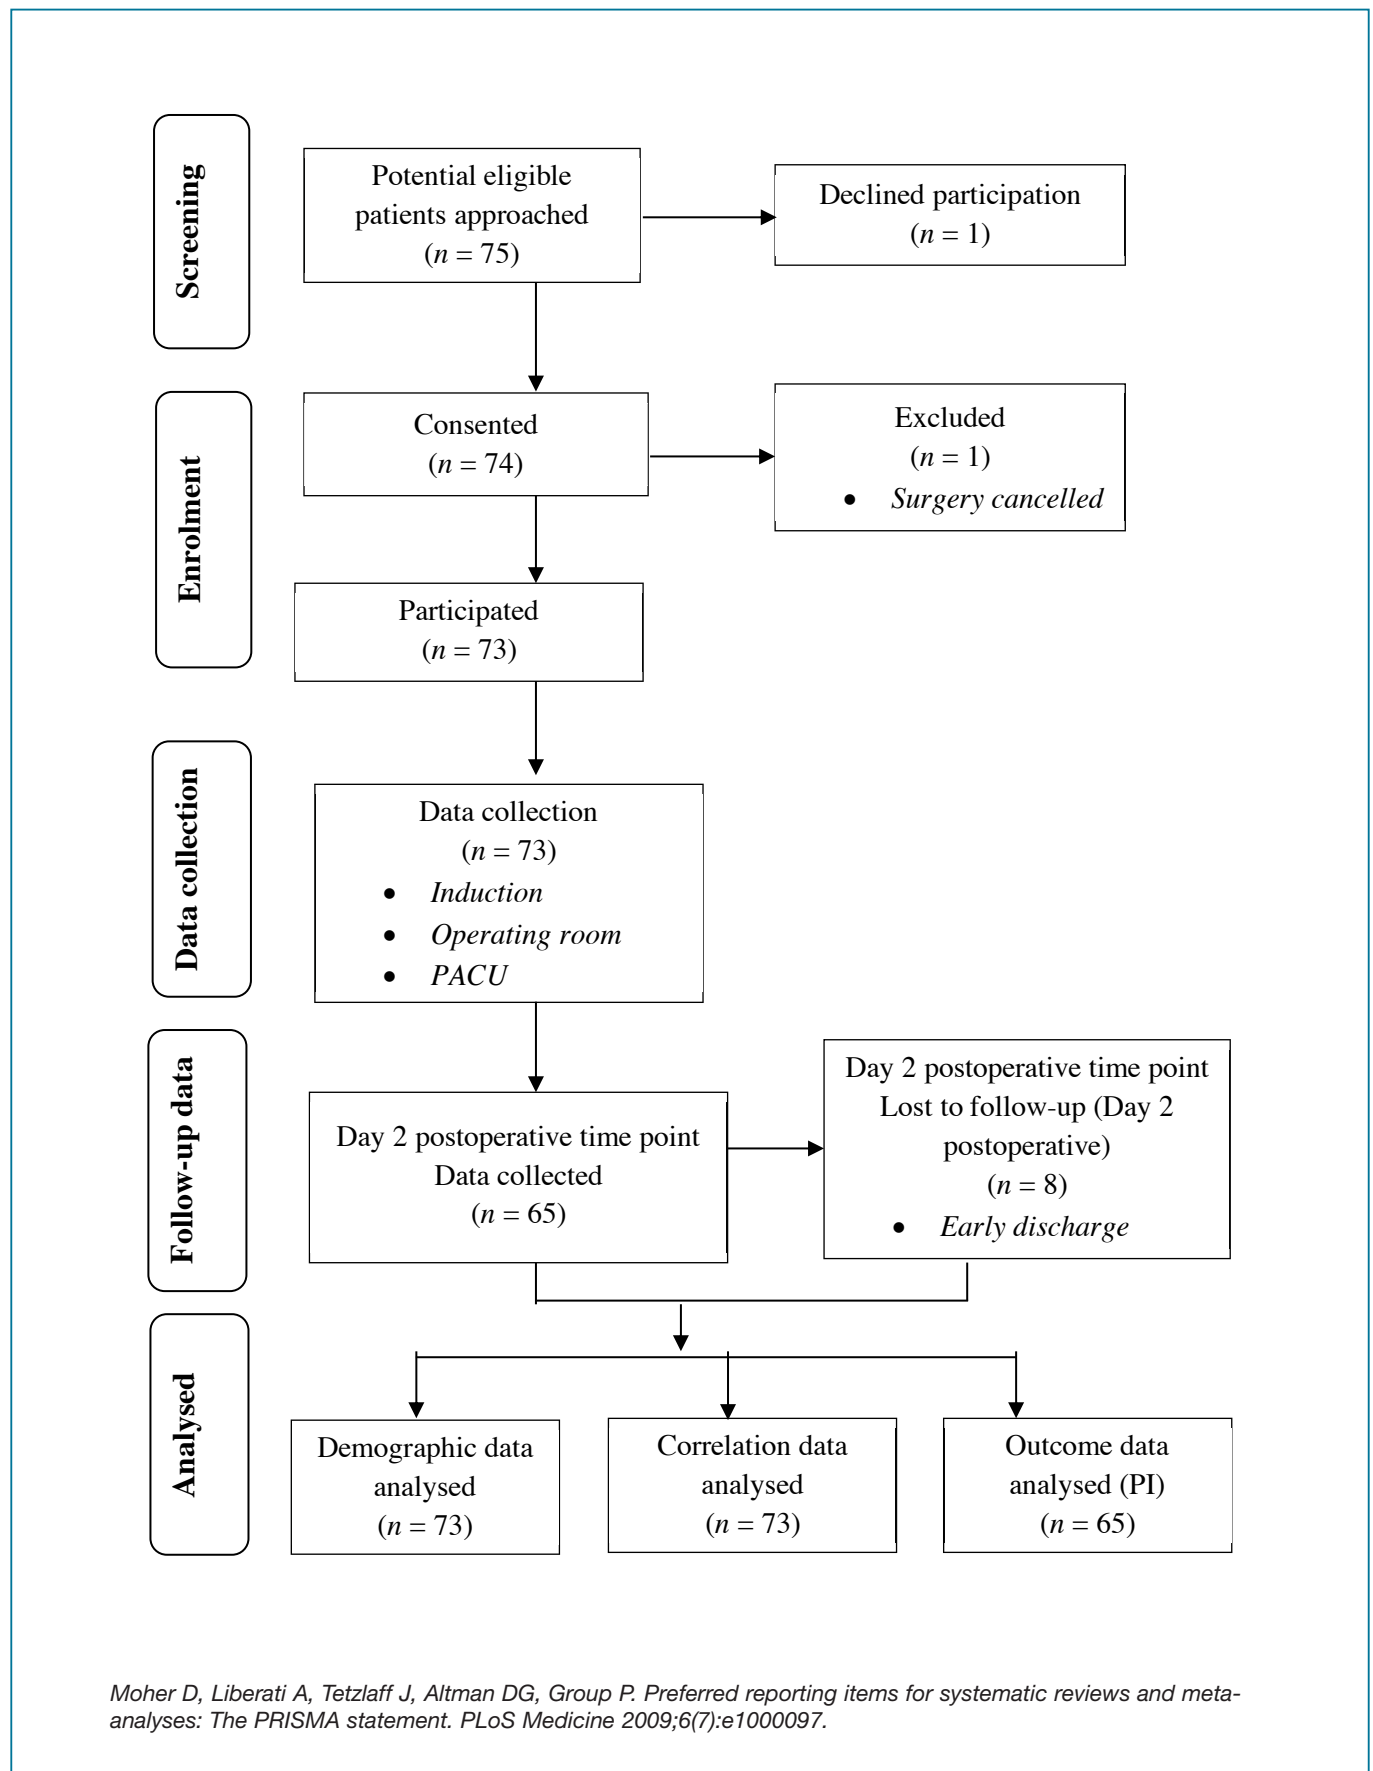 Screening
Potential eligible
patients approached
(n = 75)
Declined participation
(n = 1)
Enrolment
Consented
(n = 74)
Excluded
(n = 1)
• Surgery cancelled
Participated
(n = 73)
Data collection
Data collection
(n = 73)
• Induction
• Operating room
• PACU
Follow-up data
Day 2 postoperative time point
Data collected
(n = 65)
Day 2 postoperative time point
Lost to follow-up (Day 2
postoperative)
(n = 8)
• Early discharge
Analysed
Demographic data
analysed
(n = 73)
Correlation data
analysed
(n = 73)
Outcome data
analysed (PI)
(n = 65)
Moher D, Liberati A, Tetzlaff J, Altman DG, Group P. Preferred reporting items for systematic reviews and meta-
analyses: The PRISMA statement. PLoS Medicine 2009;6(7):e1000097.